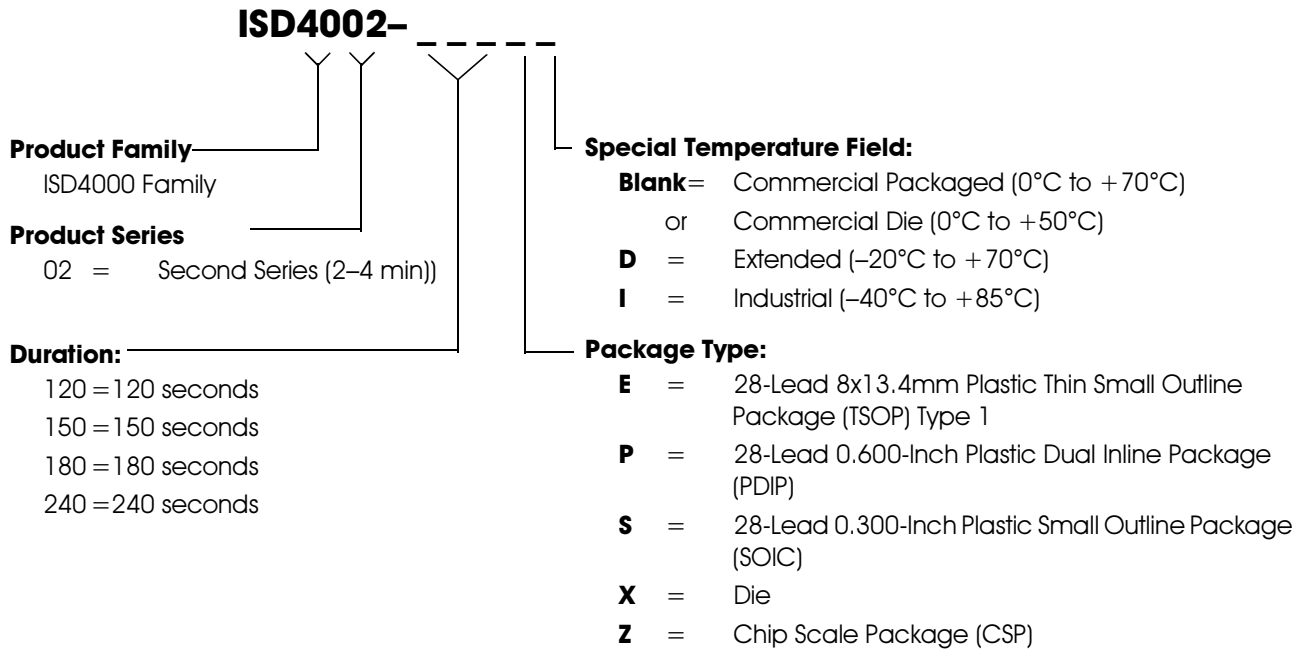 ISD4002– _ _ _ _ _
Product Family
ISD4000 Family
Product Series
02 = Second Series (2–4 min))
Duration:
120 =120 seconds
150 =150 seconds
180 =180 seconds
240 =240 seconds
Special Temperature Field:
Blank= Commercial Packaged (0°C to +70°C)
or Commercial Die (0°C to +50°C)
D = Extended (–20°C to +70°C)
I = Industrial (–40°C to +85°C)
Package Type:
E = 28-Lead 8x13.4mm Plastic Thin Small Outline
Package (TSOP) Type 1
P = 28-Lead 0.600-Inch Plastic Dual Inline Package
(PDIP)
S = 28-Lead 0.300-Inch Plastic Small Outline Package
(SOIC)
X = Die
Z = Chip Scale Package (CSP)